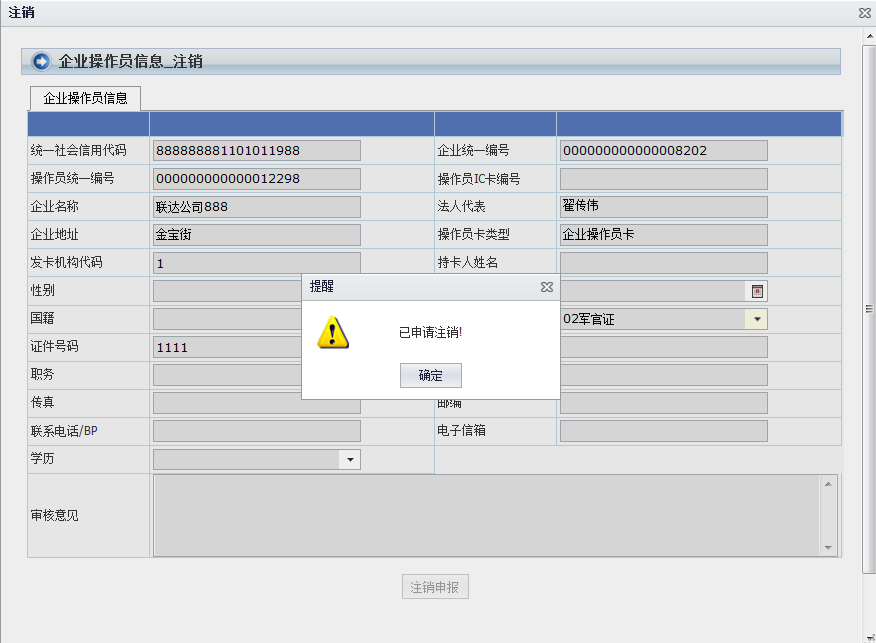 注销
企业操作员信息_注销
企业操作员信息
统一社会信用代码 888888881101011988 企业统一编号 000000000000008202
操作员统一编号 000000000000012298 操作员IC卡编号
企业名称 联达公司888 法人代表 翟传伟
企业地址 金宝街 操作员卡类型 企业操作员卡
发卡机构代码 1 持卡人姓名
性别
提醒
国籍 02军官证
已申请注销!
证件号码 1111
职务
确定
传真 邮编
联系电话/BP 电子信箱
学历
审核意见
注销申报